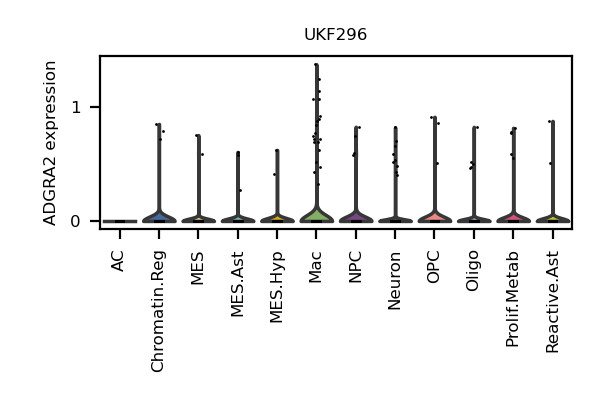 UKF296
ADGRA2 expression
1
0
AC
Chromatin.Reg
MES
MES.Ast
MES.Hyp
Mac
NPC
Neuron
OPC
Oligo
Prolif.Metab
Reactive.Ast